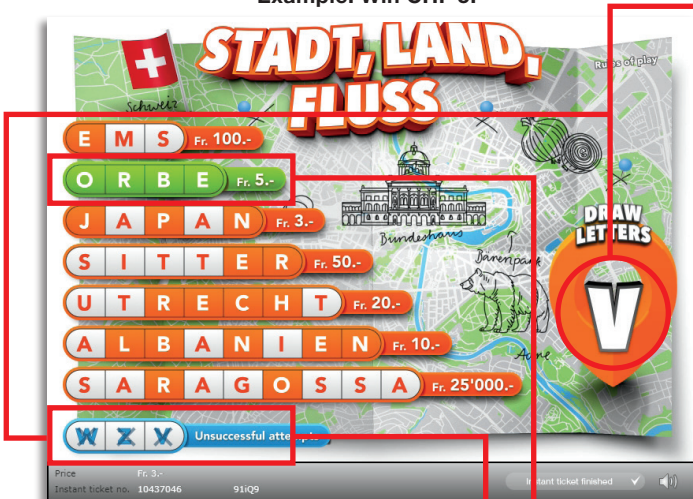 Example: Win CHF 5.-
STADT, LAND,
FLUSS
Rules of play
Schweiz
E M S Fr. 100.-
O R B E Fr. 5.-
J A P A N Fr. 3.-
S I T T E R Fr. 50.-
U T R E C H T Fr. 20.-
A L B A N I E N Fr. 10.-
S A R A G O S S A Fr. 25'000.-
W Unsuccessful attempts
Bundeshaus
Bärenpark
Aare
DRAW
LETTERS
V
Price Fr. 3.-
Instant ticket no. 10437046 91iQ9
Instant ticket finished